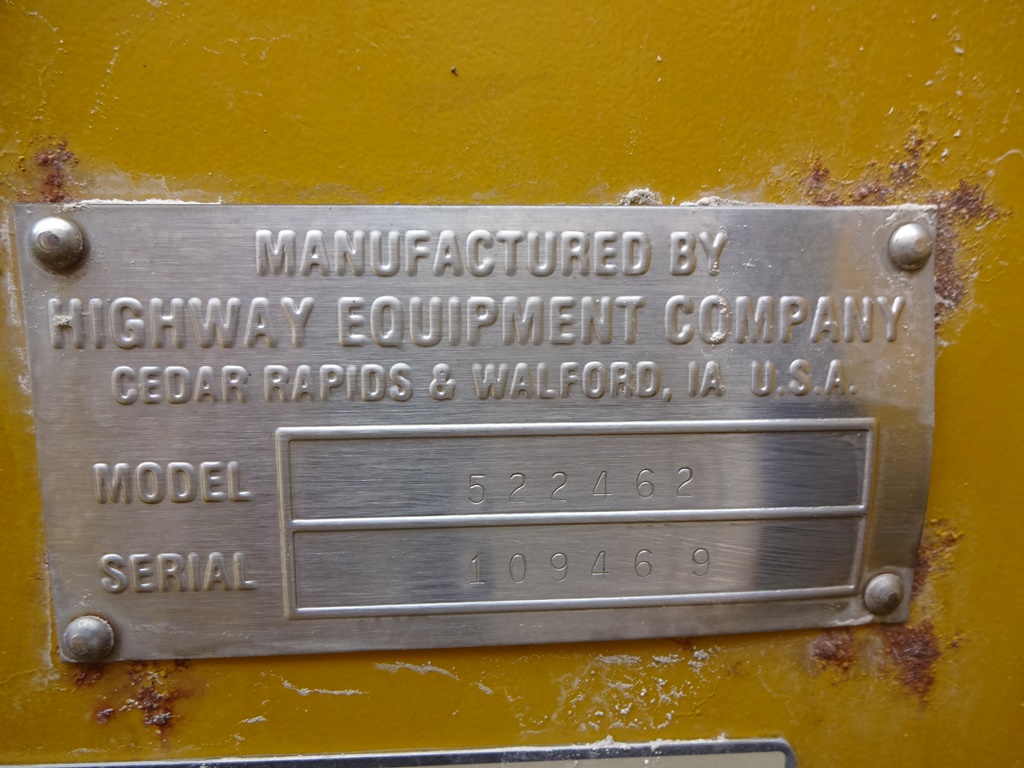 MANUFACTURED BY
HIGHWAY EQUIPMENT COMPANY
CEDAR RAPIDS & WALFORD, IA U.S.A.
MODEL 522462
SERIAL 109469